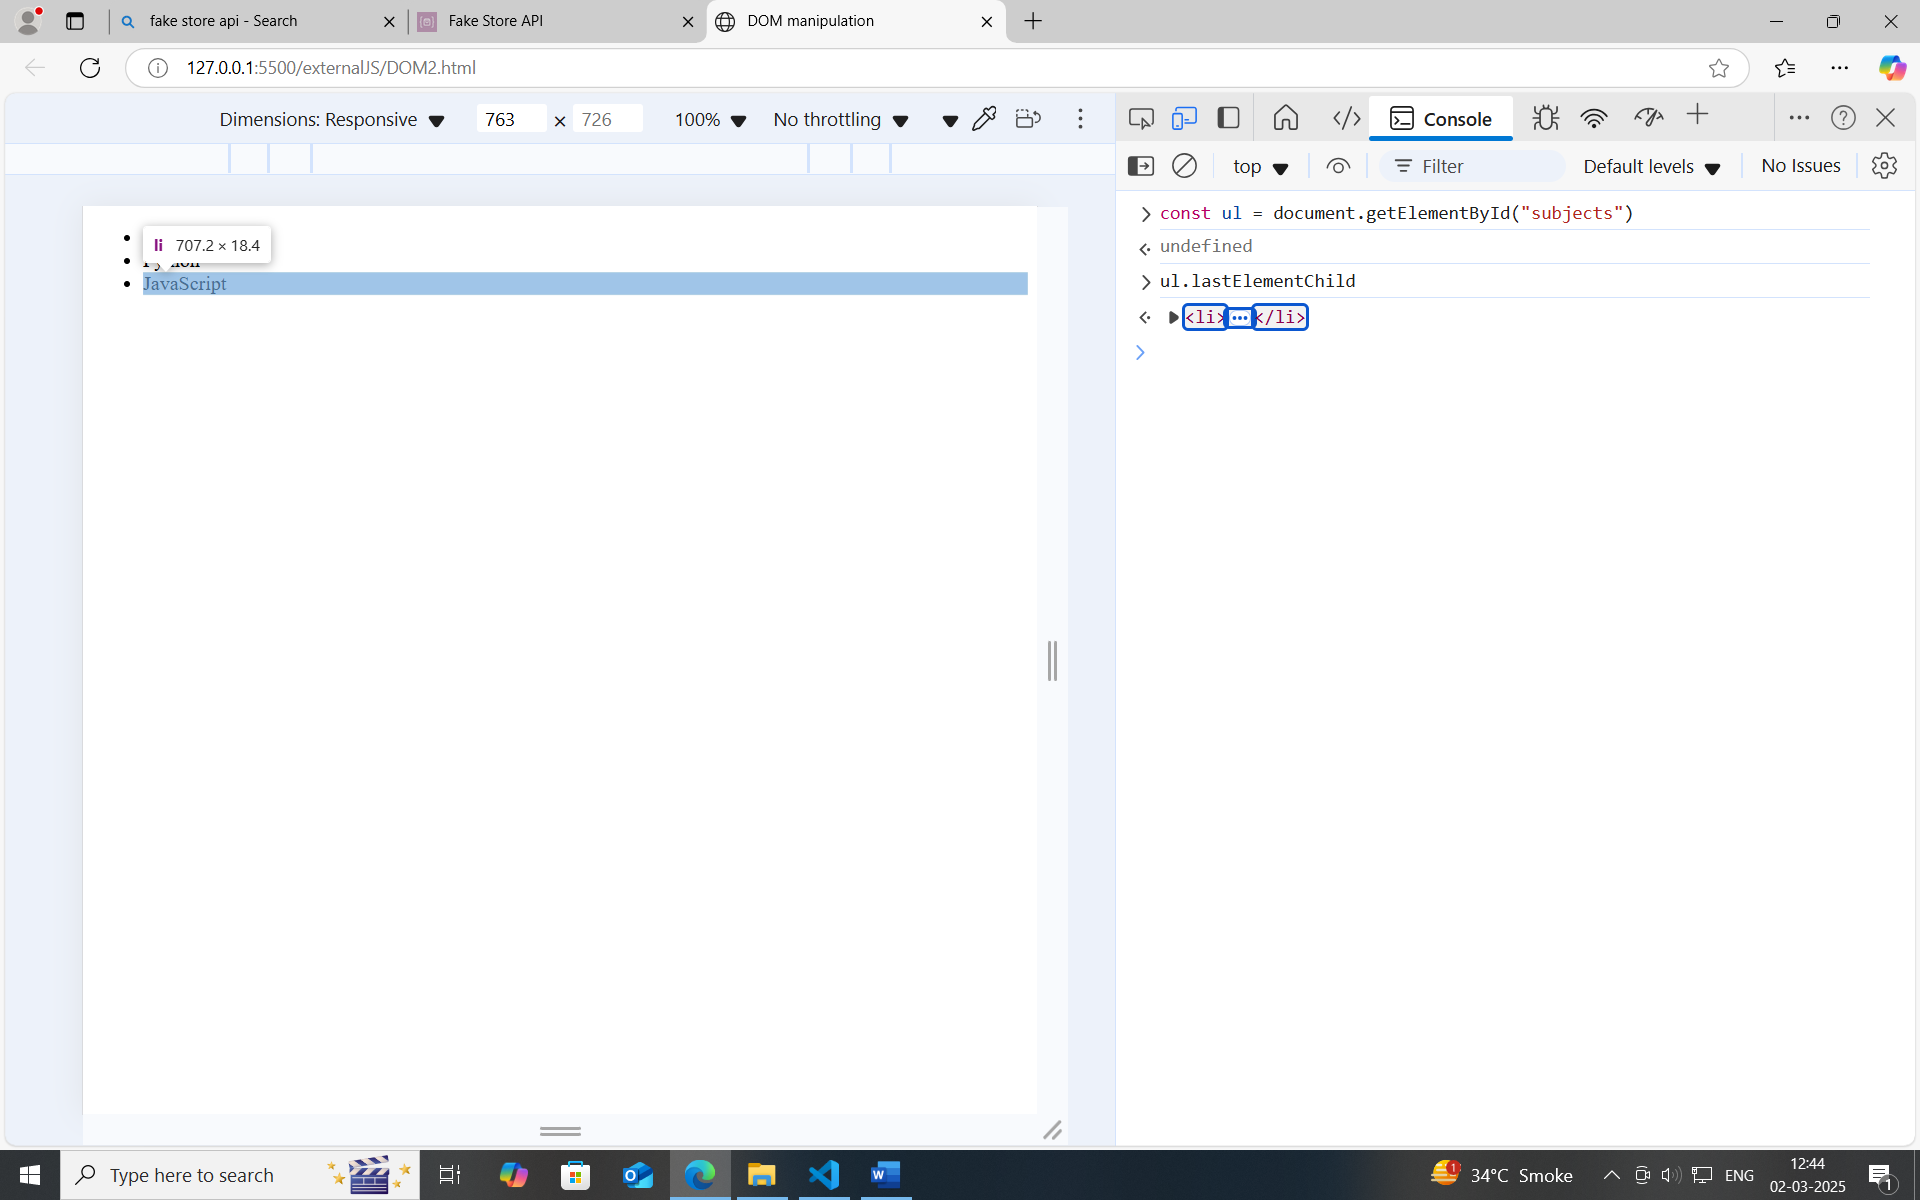 fake store api - Search
Fake Store API
DOM manipulation
127.0.0.1:5500/externalJS/DOM2.html
Dimensions: Responsive 763 × 726 100% No throttling
Console
top Filter Default levels No Issues
li 707.2 × 18.4
JavaScript
const ul = document.getElementById("subjects")
undefined
ul.lastElementChild
<li>…</li>
Type here to search
1 34°C Smoke ENG 12:44
02-03-2025
1